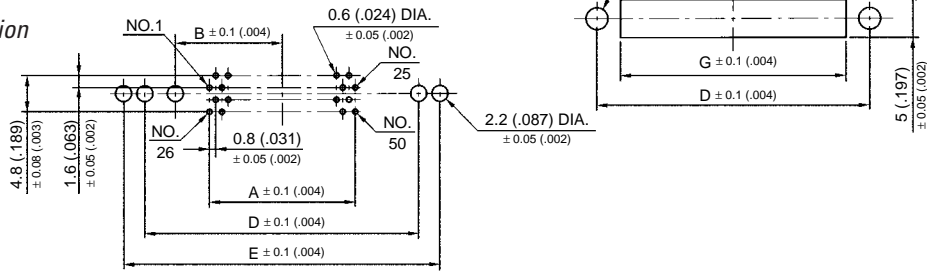 ion
NO.1
B ± 0.1 (.004)
0.6 (.024) DIA.
± 0.05 (.002)
NO.
25
4.8 (.189)
± 0.08 (.003)
1.6 (.063)
± 0.05 (.002)
NO.
26
0.8 (.031)
± 0.05 (.002)
NO.
50
2.2 (.087) DIA.
± 0.05 (.002)
A ± 0.1 (.004)
D ± 0.1 (.004)
E ± 0.1 (.004)
G ± 0.1 (.004)
D ± 0.1 (.004)
5 (.197)
± 0.05 (.002)